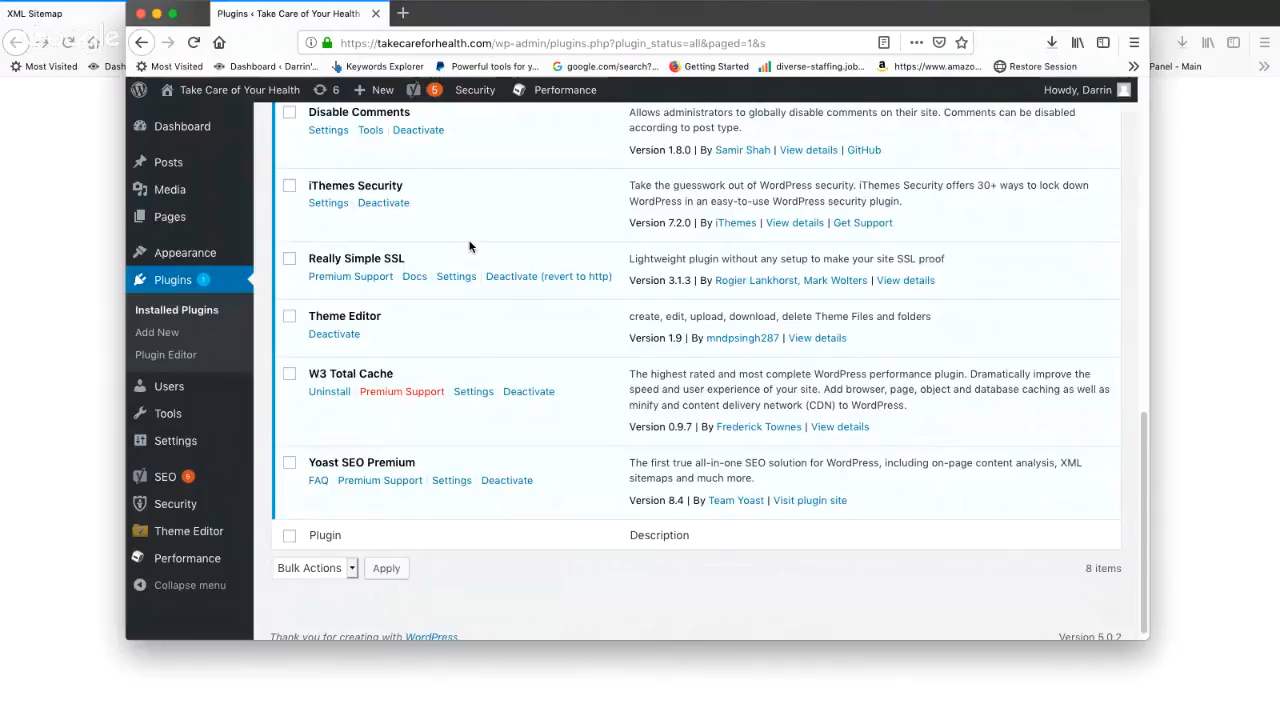 XML Sitemap
Plugins ‹ Take Care of Your Health
https://takecareforhealth.com/wp-admin/plugins.php?plugin_status=all&paged=1&s
Most Visited
Dash
Most Visited
Dashboard ‹ Darrin'...
Keywords Explorer
Powerful tools for y...
google.com/search?...
Getting Started
diverse-staffing.job...
https://www.amazo...
Restore Session
Panel - Main
Take Care of Your Health
6
New
5
Security
Performance
Howdy, Darrin
Dashboard
Posts
Media
Pages
Appearance
Plugins 1
Installed Plugins
Add New
Plugin Editor
Users
Tools
Settings
SEO 5
Security
Theme Editor
Performance
Collapse menu
Disable Comments
Settings | Tools | Deactivate
Allows administrators to globally disable comments on their site. Comments can be disabled
according to post type.
Version 1.8.0 | By Samir Shah | View details | GitHub
iThemes Security
Settings | Deactivate
Take the guesswork out of WordPress security. iThemes Security offers 30+ ways to lock down
WordPress in an easy-to-use WordPress security plugin.
Version 7.2.0 | By iThemes | View details | Get Support
Really Simple SSL
Premium Support | Docs | Settings | Deactivate (revert to http)
Lightweight plugin without any setup to make your site SSL proof
Version 3.1.3 | By Rogier Lankhorst, Mark Wolters | View details
Theme Editor
Deactivate
create, edit, upload, download, delete Theme Files and folders
Version 1.9 | By mndpsingh287 | View details
W3 Total Cache
Uninstall | Premium Support | Settings | Deactivate
The highest rated and most complete WordPress performance plugin. Dramatically improve the
speed and user experience of your site. Add browser, page, object and database caching as well as
minify and content delivery network (CDN) to WordPress.
Version 0.9.7 | By Frederick Townes | View details
Yoast SEO Premium
FAQ | Premium Support | Settings | Deactivate
The first true all-in-one SEO solution for WordPress, including on-page content analysis, XML
sitemaps and much more.
Version 8.4 | By Team Yoast | Visit plugin site
Plugin
Description
Bulk Actions
Apply
8 items
Thank you for creating with WordPress.
Version 5.0.2